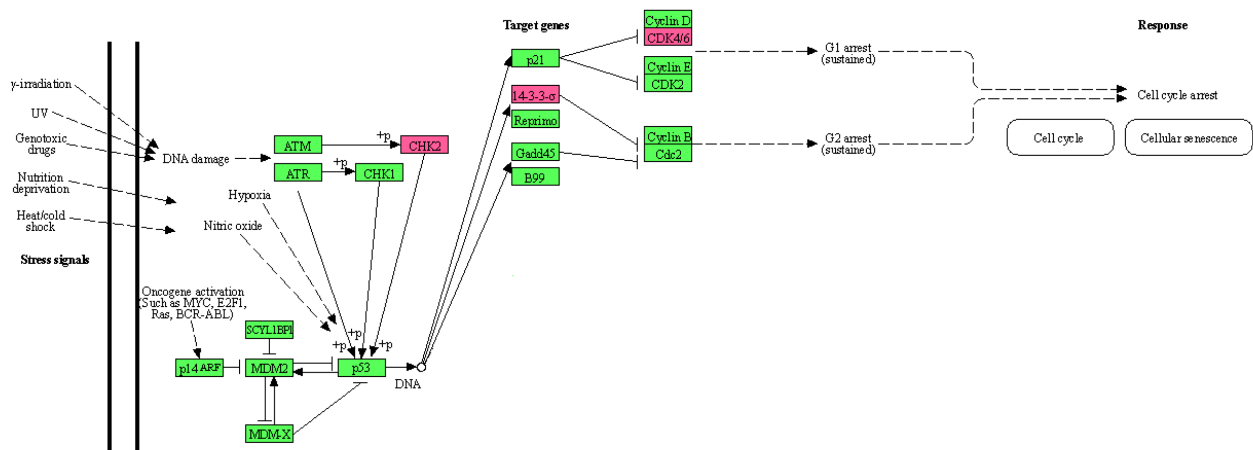 Target genes
Response
Cyclin D
CDK4/6
p21
Cyclin E
CDK2
G1 arrest
(sustained)
γ-irradiation
UV
Genotoxic
drugs
Nutrition
deprivation
Heat/cold
shock
Stress signals
DNA damage
ATM
+p
CHK2
ATR
+p
CHK1
Hypoxia
Nitric oxide
14-3-3-σ
Reprimo
Gadd45
B99
Cyclin B
Cdc2
G2 arrest
(sustained)
Cell cycle arrest
Cell cycle
Cellular senescence
Oncogene activation
(Such as MYC, E2F1,
Ras, BCR-ABL)
SCYL1BP1
+p
+p
+p
p14ARF
MDM2
p53
DNA
MDM-X